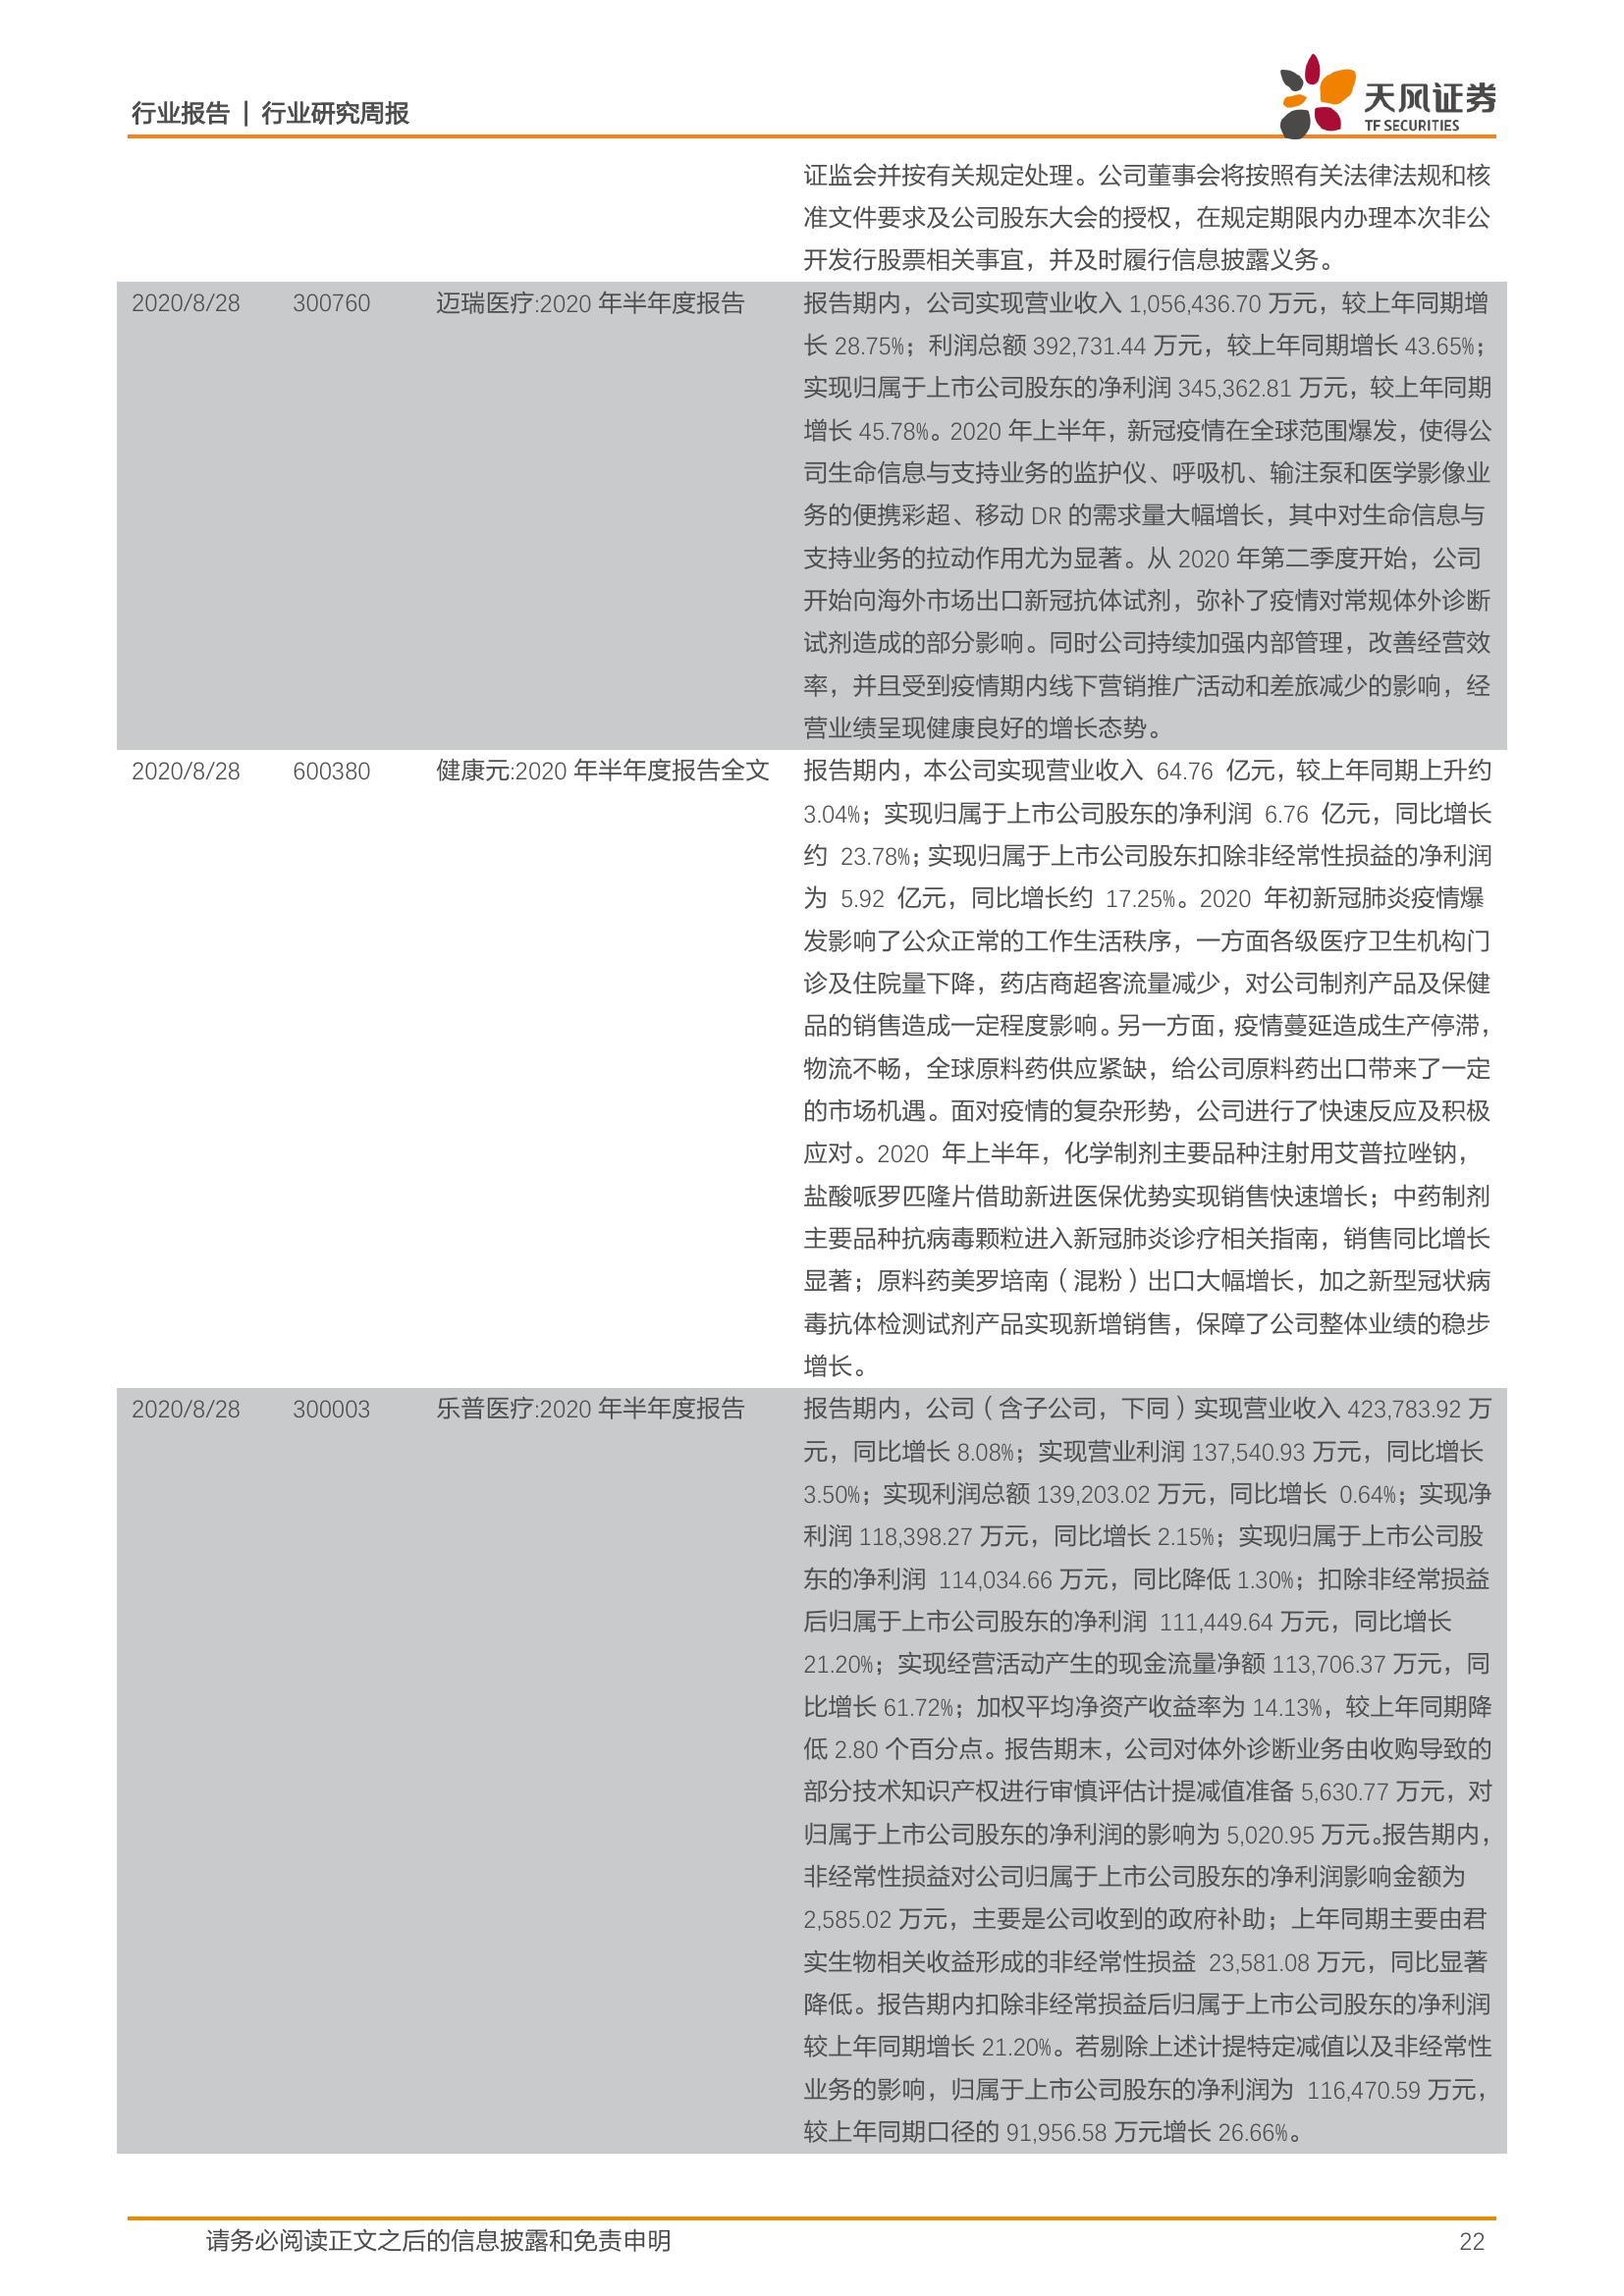 行业报告 | 行业研究周报
天风证券
TF SECURITIES
证监会并按有关规定处理。公司董事会将按照有关法律法规和核
准文件要求及公司股东大会的授权，在规定期限内办理本次非公
开发行股票相关事宜，并及时履行信息披露义务。
2020/8/28 300760 迈瑞医疗:2020 年半年度报告 报告期内，公司实现营业收入 1,056,436.70 万元，较上年同期增
长 28.75%；利润总额 392,731.44 万元，较上年同期增长 43.65%；
实现归属于上市公司股东的净利润 345,362.81 万元，较上年同期
增长 45.78%。2020 年上半年，新冠疫情在全球范围爆发，使得公
司生命信息与支持业务的监护仪、呼吸机、输注泵和医学影像业
务的便携彩超、移动 DR 的需求量大幅增长，其中对生命信息与
支持业务的拉动作用尤为显著。从 2020 年第二季度开始，公司
开始向海外市场出口新冠抗体试剂，弥补了疫情对常规体外诊断
试剂造成的部分影响。同时公司持续加强内部管理，改善经营效
率，并且受到疫情期内线下营销推广活动和差旅减少的影响，经
营业绩呈现健康良好的增长态势。
2020/8/28 600380 健康元:2020 年半年度报告全文 报告期内，本公司实现营业收入 64.76 亿元，较上年同期上升约
3.04%；实现归属于上市公司股东的净利润 6.76 亿元，同比增长
约 23.78%；实现归属于上市公司股东扣除非经常性损益的净利润
为 5.92 亿元，同比增长约 17.25%。2020 年初新冠肺炎疫情爆
发影响了公众正常的工作生活秩序，一方面各级医疗卫生机构门
诊及住院量下降，药店商超客流量减少，对公司制剂产品及保健
品的销售造成一定程度影响。另一方面，疫情蔓延造成生产停滞，
物流不畅，全球原料药供应紧缺，给公司原料药出口带来了一定
的市场机遇。面对疫情的复杂形势，公司进行了快速反应及积极
应对。2020 年上半年，化学制剂主要品种注射用艾普拉唑钠，
盐酸哌罗匹隆片借助新进医保优势实现销售快速增长；中药制剂
主要品种抗病毒颗粒进入新冠肺炎诊疗相关指南，销售同比增长
显著；原料药美罗培南（混粉）出口大幅增长，加之新型冠状病
毒抗体检测试剂产品实现新增销售，保障了公司整体业绩的稳步
增长。
2020/8/28 300003 乐普医疗:2020 年半年度报告 报告期内，公司（含子公司，下同）实现营业收入 423,783.92 万
元，同比增长 8.08%；实现营业利润 137,540.93 万元，同比增长
3.50%；实现利润总额 139,203.02 万元，同比增长 0.64%；实现净
利润 118,398.27 万元，同比增长 2.15%；实现归属于上市公司股
东的净利润 114,034.66 万元，同比降低 1.30%；扣除非经常损益
后归属于上市公司股东的净利润 111,449.64 万元，同比增长
21.20%；实现经营活动产生的现金流量净额 113,706.37 万元，同
比增长 61.72%；加权平均净资产收益率为 14.13%，较上年同期降
低 2.80 个百分点。报告期末，公司对体外诊断业务由收购导致的
部分技术知识产权进行审慎评估计提减值准备 5,630.77 万元，对
归属于上市公司股东的净利润的影响为 5,020.95 万元。报告期内，
非经常性损益对公司归属于上市公司股东的净利润影响金额为
2,585.02 万元，主要是公司收到的政府补助；上年同期主要由君
实生物相关收益形成的非经常性损益 23,581.08 万元，同比显著
降低。报告期内扣除非经常损益后归属于上市公司股东的净利润
较上年同期增长 21.20%。若剔除上述计提特定减值以及非经常性
业务的影响，归属于上市公司股东的净利润为 116,470.59 万元，
较上年同期口径的 91,956.58 万元增长 26.66%。
请务必阅读正文之后的信息披露和免责申明 22